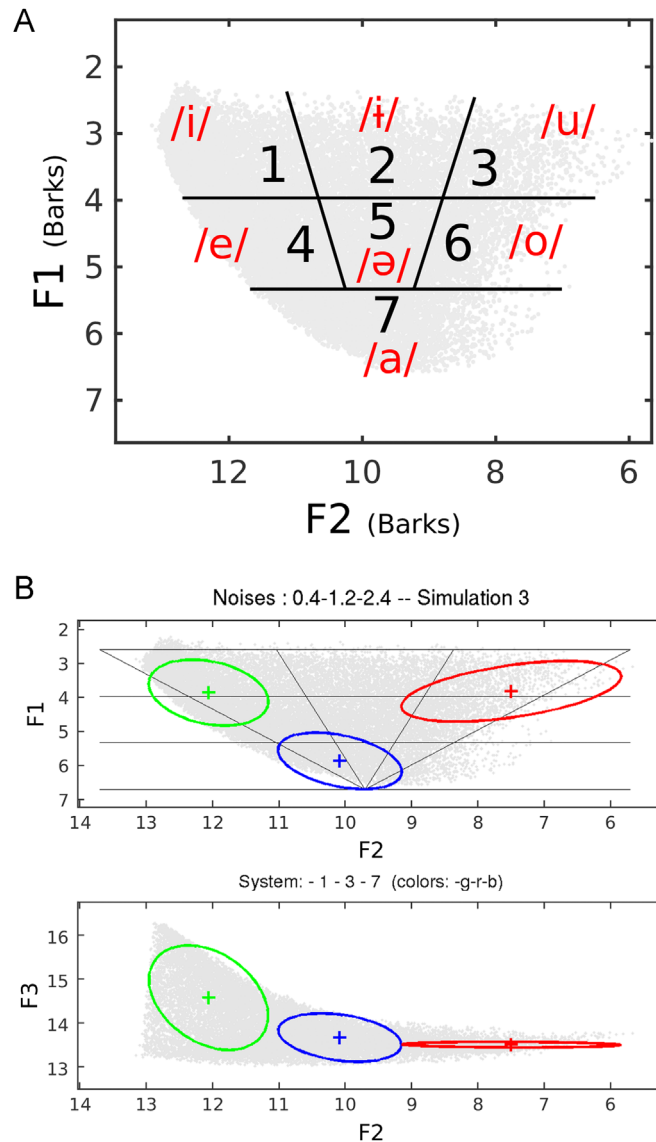 A
2
3
4
5
6
7
F1 (Barks)
/i/ /ɨ/ /u/
1 2 3
/e/ 4 5 6 /o/
/ə/
7
/a/
12 10 8 6
F2 (Barks)
B
Noises : 0.4-1.2-2.4 -- Simulation 3
2
3
4
5
6
7
F1
14 13 12 11 10 9 8 7 6
F2
System: - 1 - 3 - 7 (colors: -g-r-b)
16
15
14
13
F3
14 13 12 11 10 9 8 7 6
F2